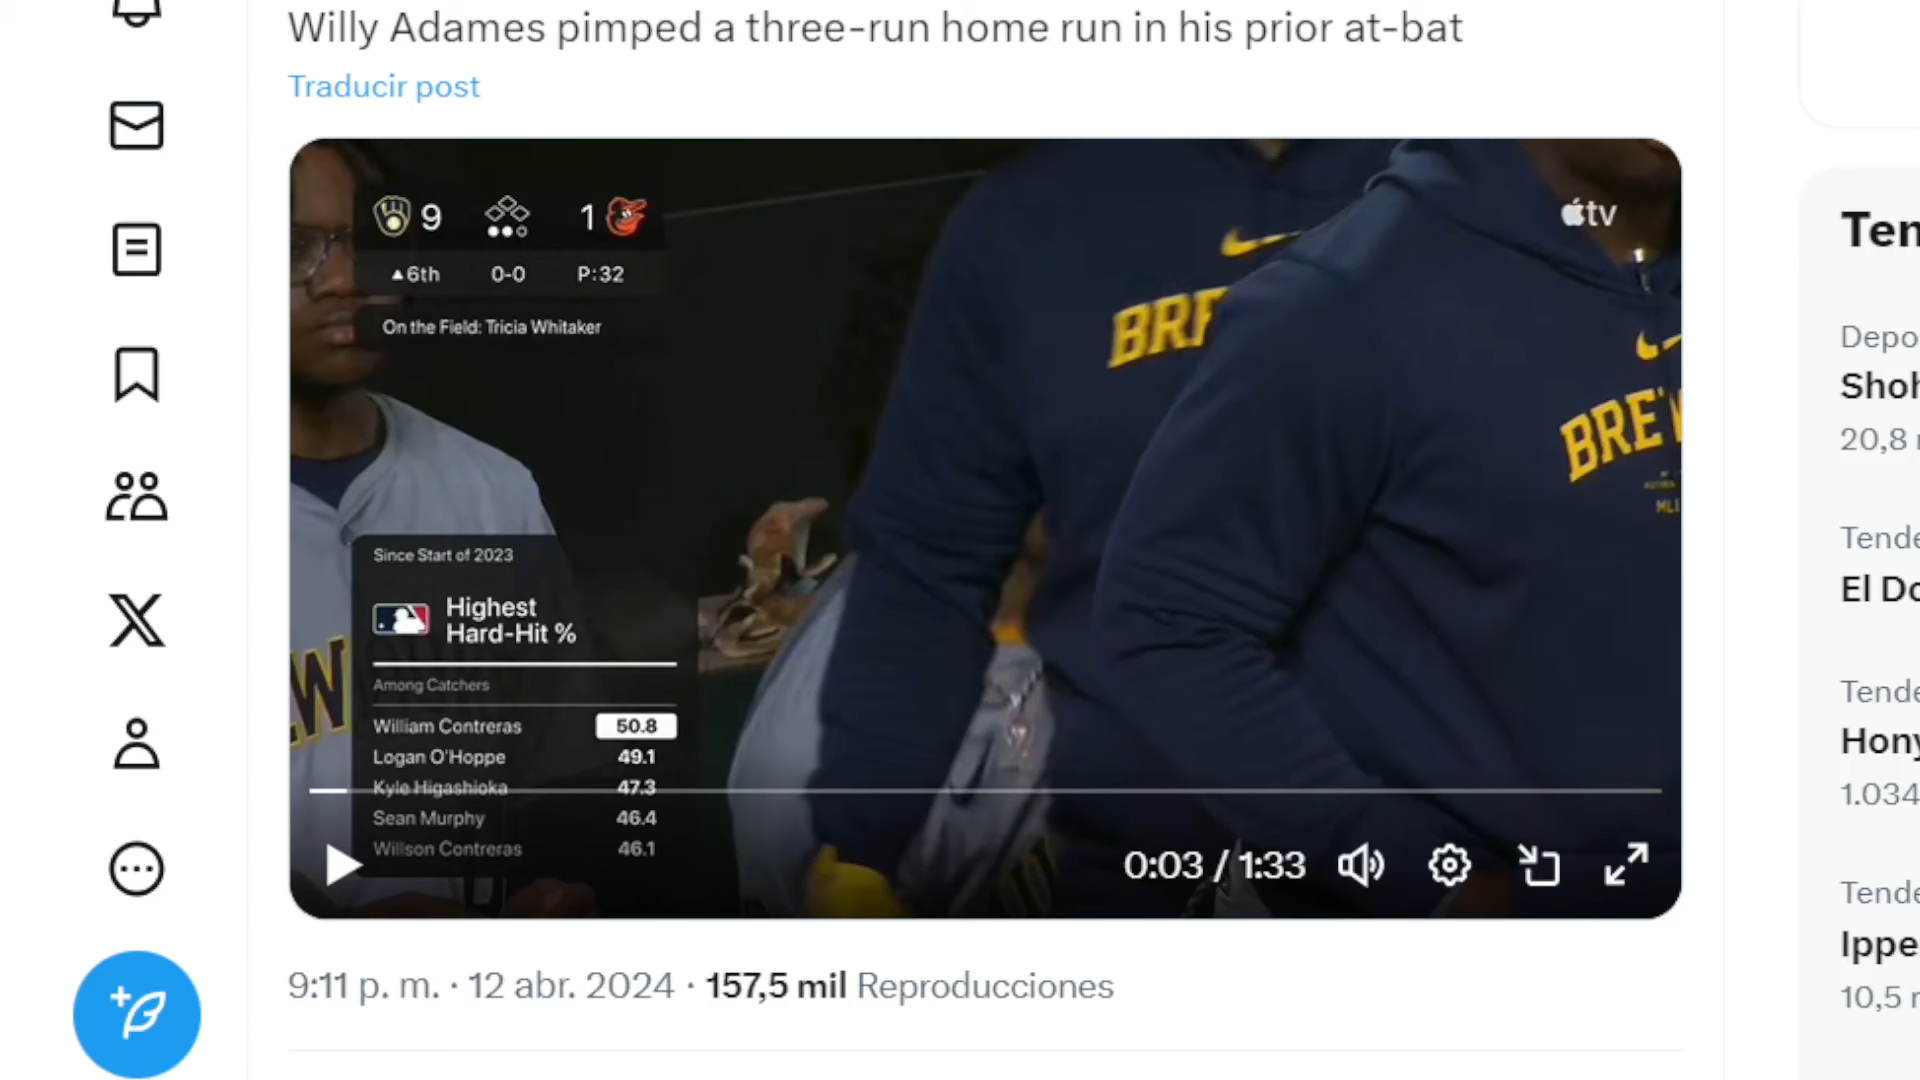 Willy Adames pimped a three-run home run in his prior at-bat
Traducir post
9
1
tv
▲6th 0-0 P:32
On the Field: Tricia Whitaker
BRE
BREW
Since Start of 2023
Highest
Hard-Hit %
Among Catchers
William Contreras 50.8
Logan O'Hoppe 49.1
Kyle Higashioka 47.3
Sean Murphy 46.4
Willson Contreras 46.1
W
0:03 / 1:33
9:11 p. m. · 12 abr. 2024 · 157,5 mil Reproducciones
Ten
Depo
Shoh
20,8
Tende
El Do
Tende
Hony
1.034
Tende
Ippe
10,5